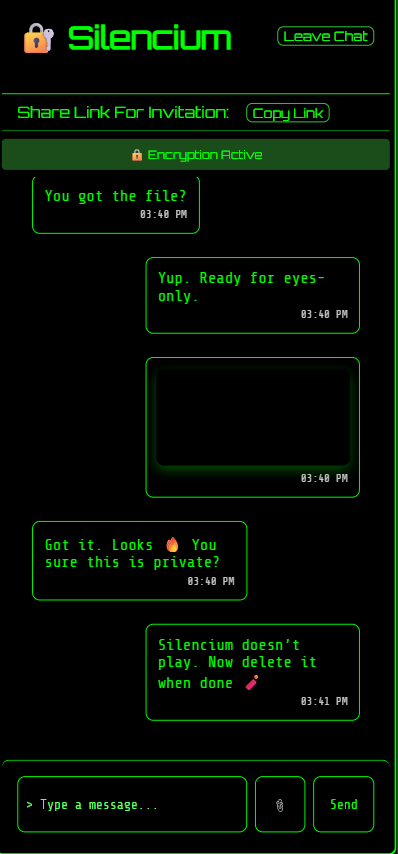 🔐 Silencium
Leave Chat
Share Link For Invitation:
Copy Link
🔒 Encryption Active
You got the file?
03:40 PM
Yup. Ready for eyes-
only.
03:40 PM
03:40 PM
Got it. Looks 🔥 You
sure this is private?
03:40 PM
Silencium doesn't
play. Now delete it
when done 🧨
03:41 PM
> Type a message...
Send